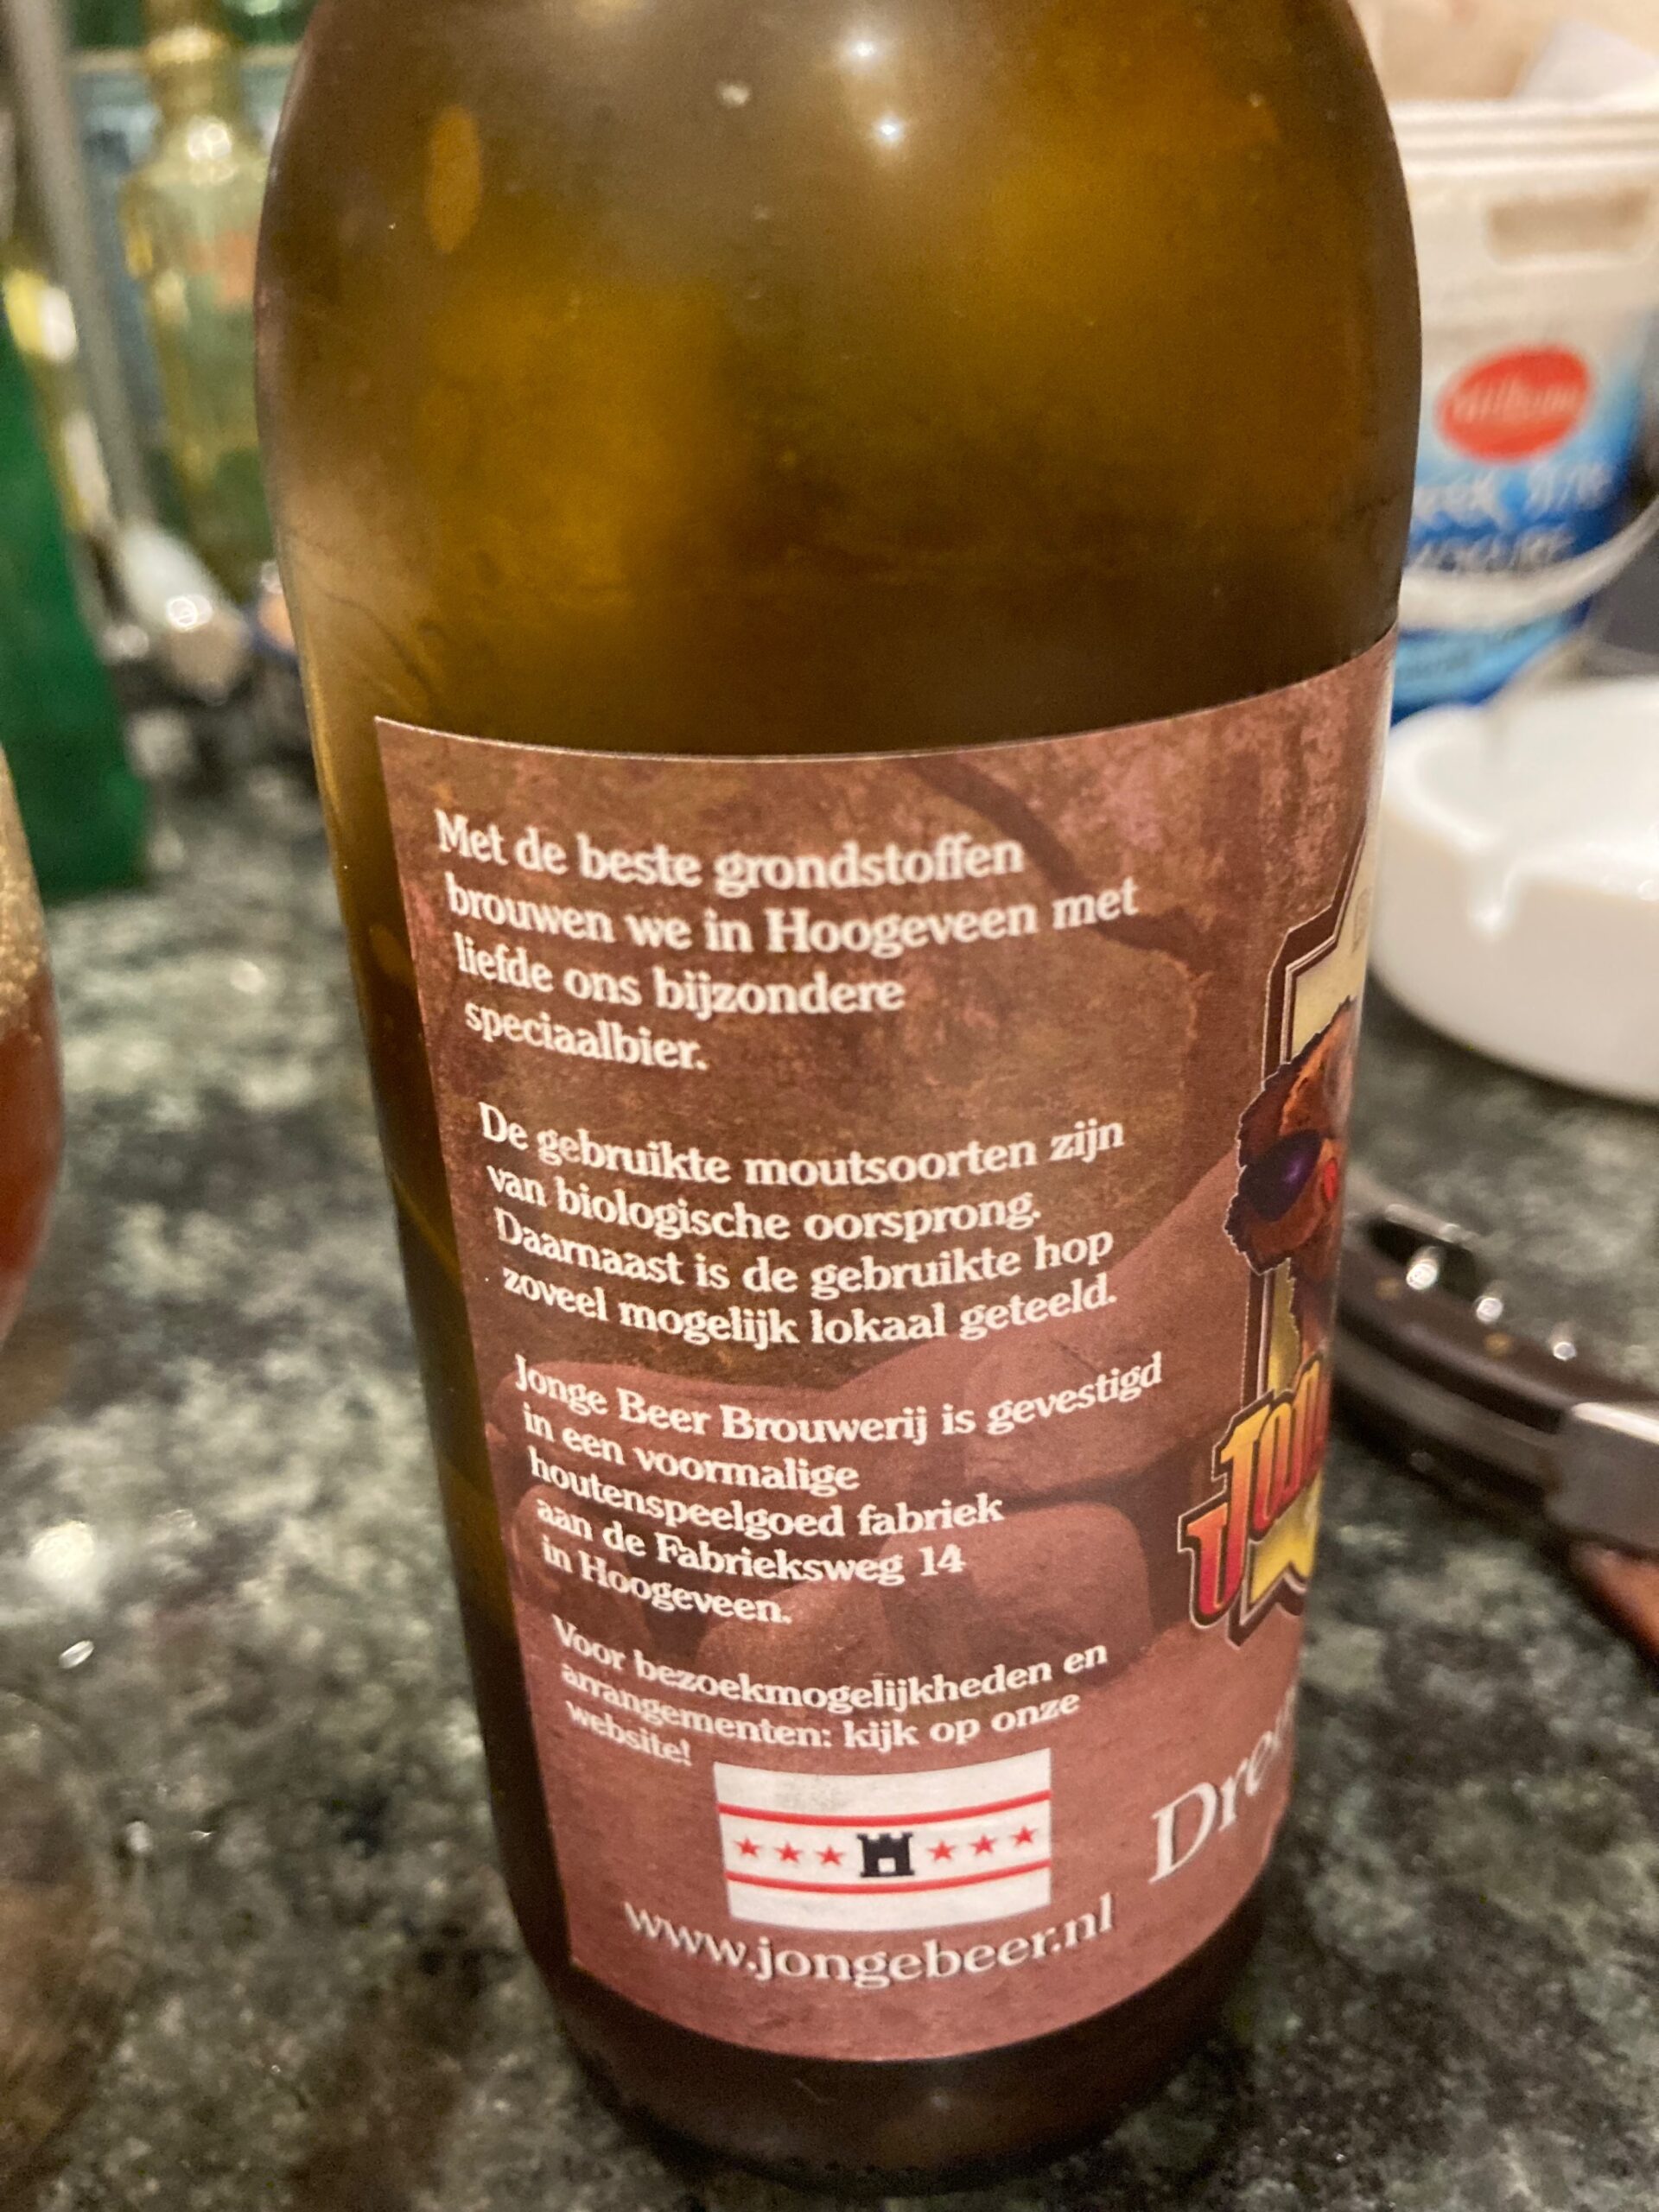 Met de beste grondstoffen
brouwen we in Hoogeveen met
liefde ons bijzondere
speciaalbier.
De gebruikte moutsoorten zijn
van biologische oorsprong.
Daarnaast is de gebruikte hop
zoveel mogelijk lokaal geteeld.
Jonge Beer Brouwerij is gevestigd
in een voormalige
houtenspeelgoed fabriek
aan de Fabrieksweg 14
in Hoogeveen.
Voor bezoekmogelijkheden en
arrangementen: kijk op onze
website!
www.jongebeer.nl